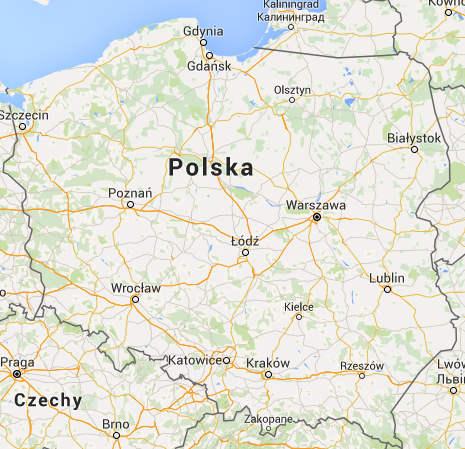 Kaliningrad
Калининград
Gdynia
Gdańsk
Olsztyn
Szczecin
Białystok
Polska
Poznań
Warszawa
Łódź
Lublin
Wrocław
Kielce
Praga
Katowice
Kraków
Rzeszów
Lwów
Львів
Czechy
Zakopane
Brno